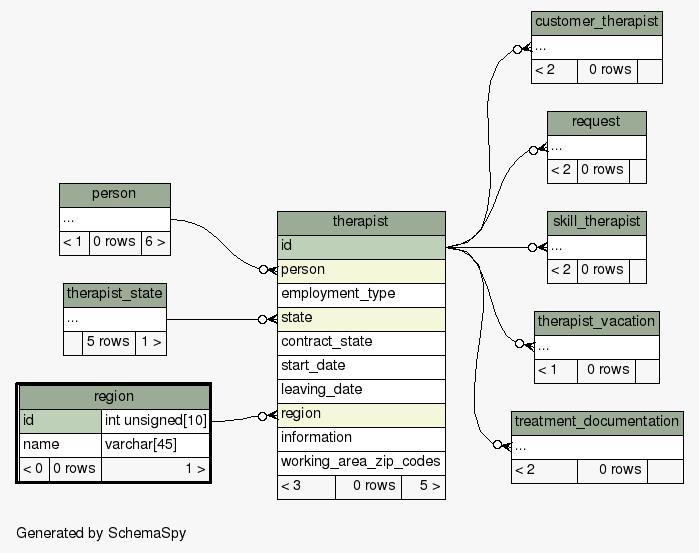 customer_therapist
...
< 2 0 rows
request
...
< 2 0 rows
person
...
< 1 0 rows 6 >
therapist
id
person
employment_type
state
contract_state
start_date
leaving_date
region
information
working_area_zip_codes
< 3 0 rows 5 >
skill_therapist
...
< 2 0 rows
therapist_state
...
5 rows 1 >
therapist_vacation
...
< 1 0 rows
region
id int unsigned[10]
name varchar[45]
< 0 0 rows 1 >
treatment_documentation
...
< 2 0 rows
Generated by SchemaSpy